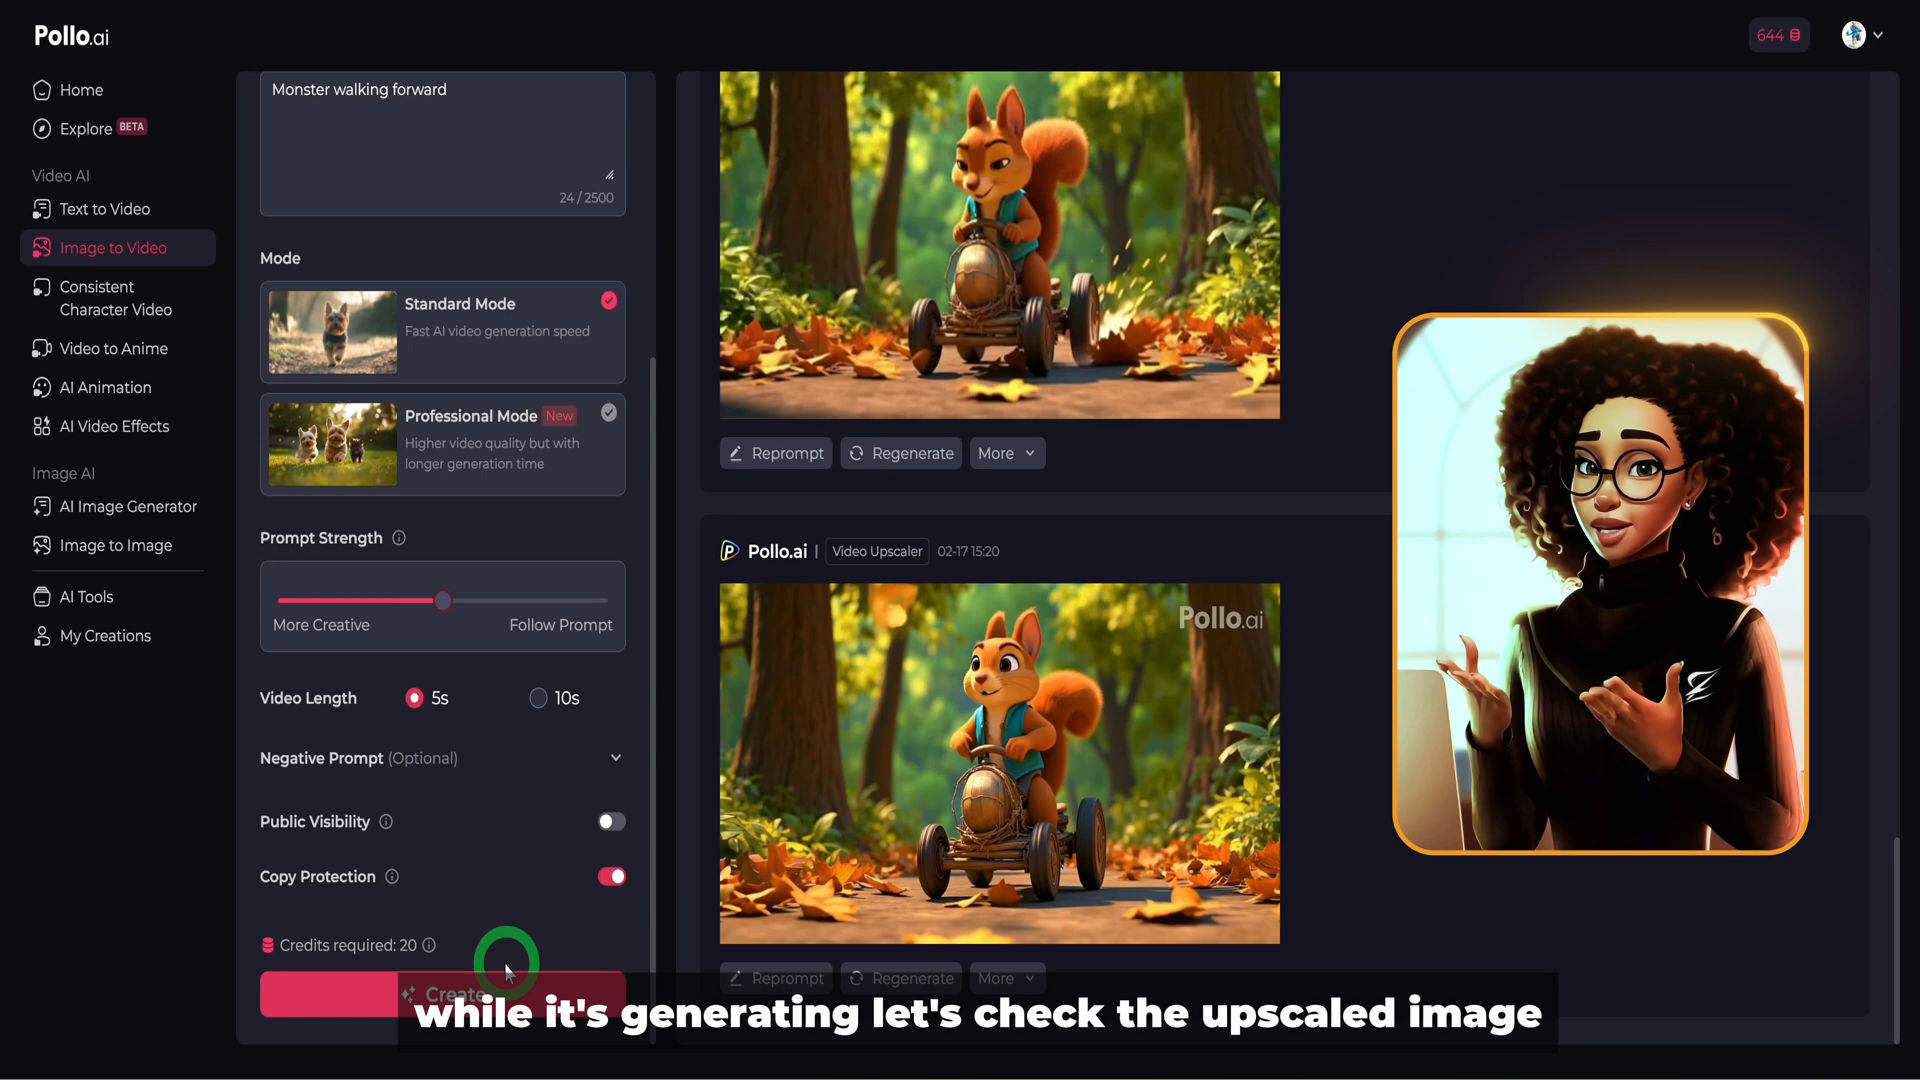 Pollo.ai
644
Home
Explore BETA
Video AI
Text to Video
Image to Video
Consistent
Character Video
Video to Anime
AI Animation
AI Video Effects
Image AI
AI Image Generator
Image to Image
AI Tools
My Creations
Monster walking forward
24 / 2500
Mode
Standard Mode
Fast AI video generation speed
Professional Mode New
Higher video quality but with
longer generation time
Prompt Strength
More Creative Follow Prompt
Video Length 5s 10s
Negative Prompt (Optional)
Public Visibility
Copy Protection
Credits required: 20
Create
Reprompt Regenerate More
Pollo.ai | Video Upscaler 02-17 15:20
Pollo.ai
Reprompt Regenerate More
while it's generating let's check the upscaled image